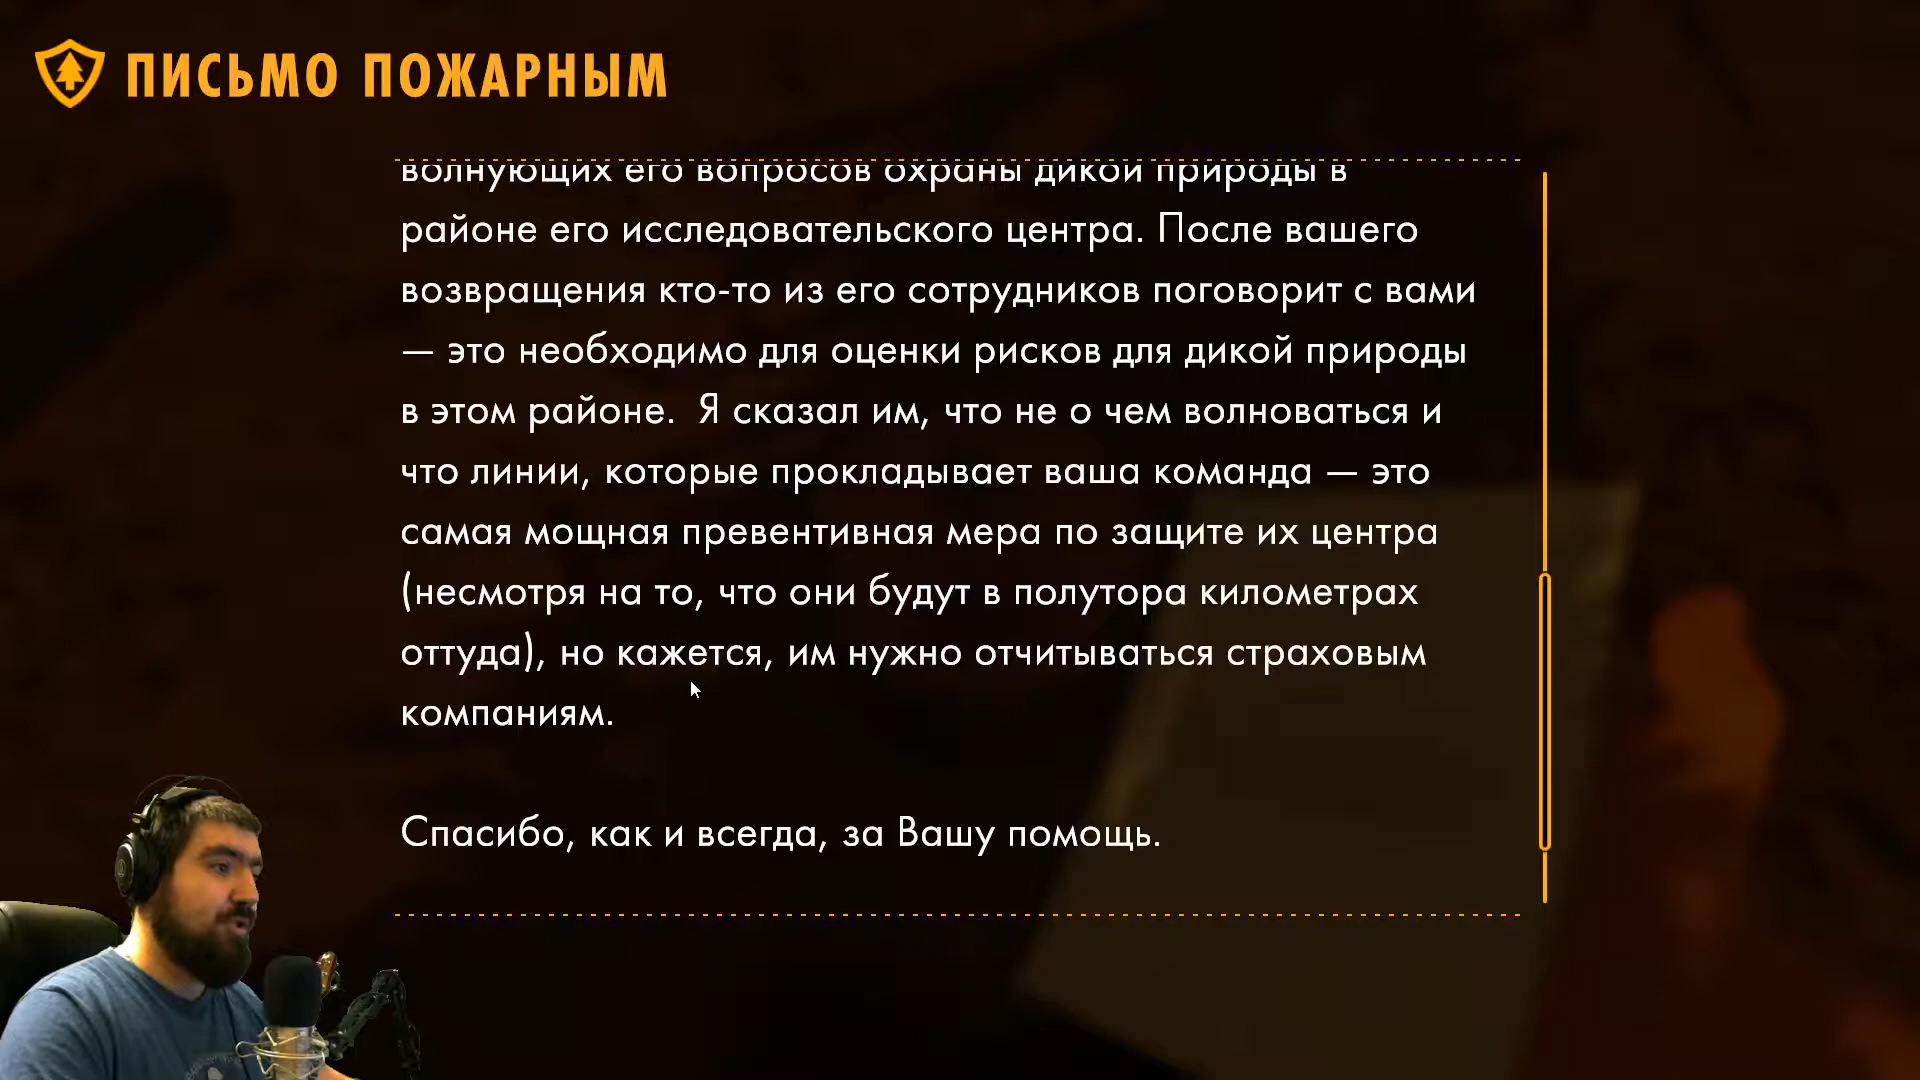 ПИСЬМО ПОЖАРНЫМ
волнующих его вопросов охраны дикой природы в
районе его исследовательского центра. После вашего
возвращения кто-то из его сотрудников поговорит с вами
— это необходимо для оценки рисков для дикой природы
в этом районе.  Я сказал им, что не о чем волноваться и
что линии, которые прокладывает ваша команда — это
самая мощная превентивная мера по защите их центра
(несмотря на то, что они будут в полутора километрах
оттуда), но кажется, им нужно отчитываться страховым
компаниям.
Спасибо, как и всегда, за Вашу помощь.